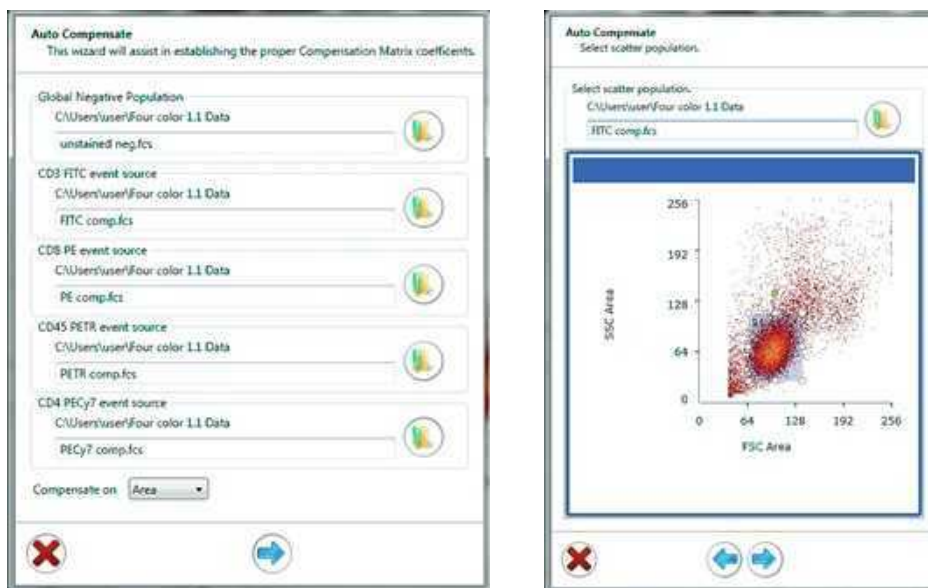 Auto Compensate
This wizard will assist in establishing the proper Compensation Matrix coefficents.
Global Negative Population
C:\Users\user\Four color 1.1 Data
unstained neg.fcs
CD3 FITC event source
C:\Users\user\Four color 1.1 Data
FITC comp.fcs
CD8 PE event source
C:\Users\user\Four color 1.1 Data
PE comp.fcs
CD45 PETR event source
C:\Users\user\Four color 1.1 Data
PETR comp.fcs
CD4 PECy7 event source
C:\Users\user\Four color 1.1 Data
PECy7 comp.fcs
Compensate on Area
Auto Compensate
Select scatter population.
Select scatter population.
C:\Users\user\Four color 1.1 Data
FITC comp.fcs
256
192
128
64
0
SSC Area
0 64 128 192 256
FSC Area